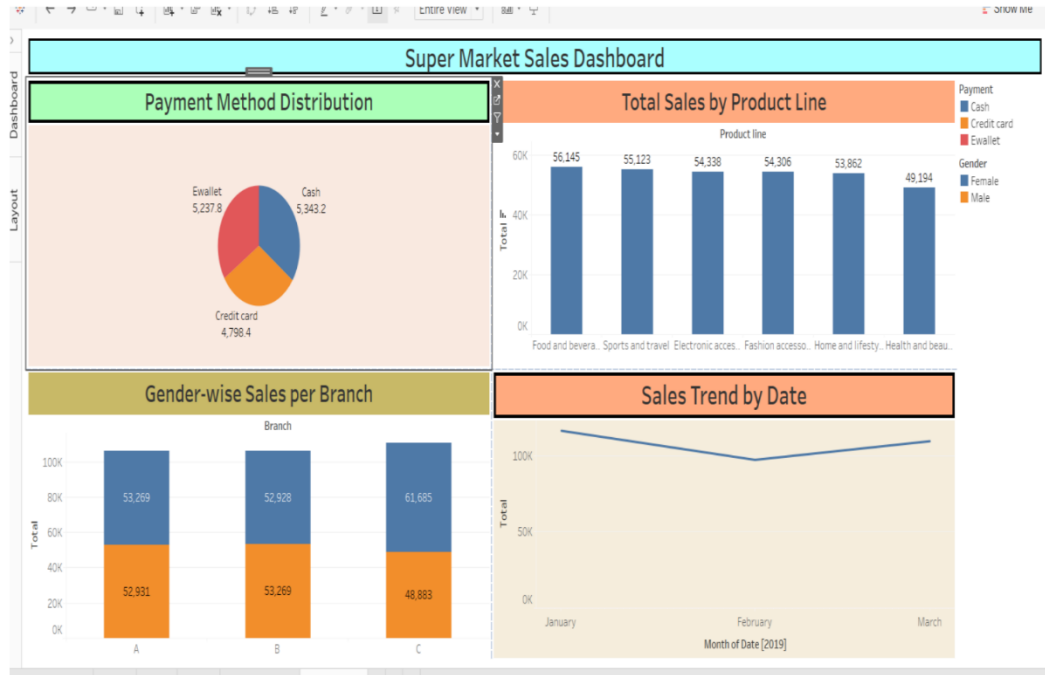 Entire View
Show Me
Dashboard
Layout
Super Market Sales Dashboard
Payment Method Distribution
Ewallet
5,237.8
Cash
5,343.2
Credit card
4,798.4
Total Sales by Product Line
Product line
Total
60K
40K
20K
0K
56,145
55,123
54,338
54,306
53,862
49,194
Food and bevera.. Sports and travel Electronic acces.. Fashion accesso.. Home and lifesty.. Health and beau..
Payment
Cash
Credit card
Ewallet
Gender
Female
Male
Gender-wise Sales per Branch
Branch
Total
100K
80K
60K
40K
20K
0K
53,269
52,928
61,685
52,931
53,269
48,883
A
B
C
Sales Trend by Date
Total
100K
50K
0K
January
February
March
Month of Date [2019]